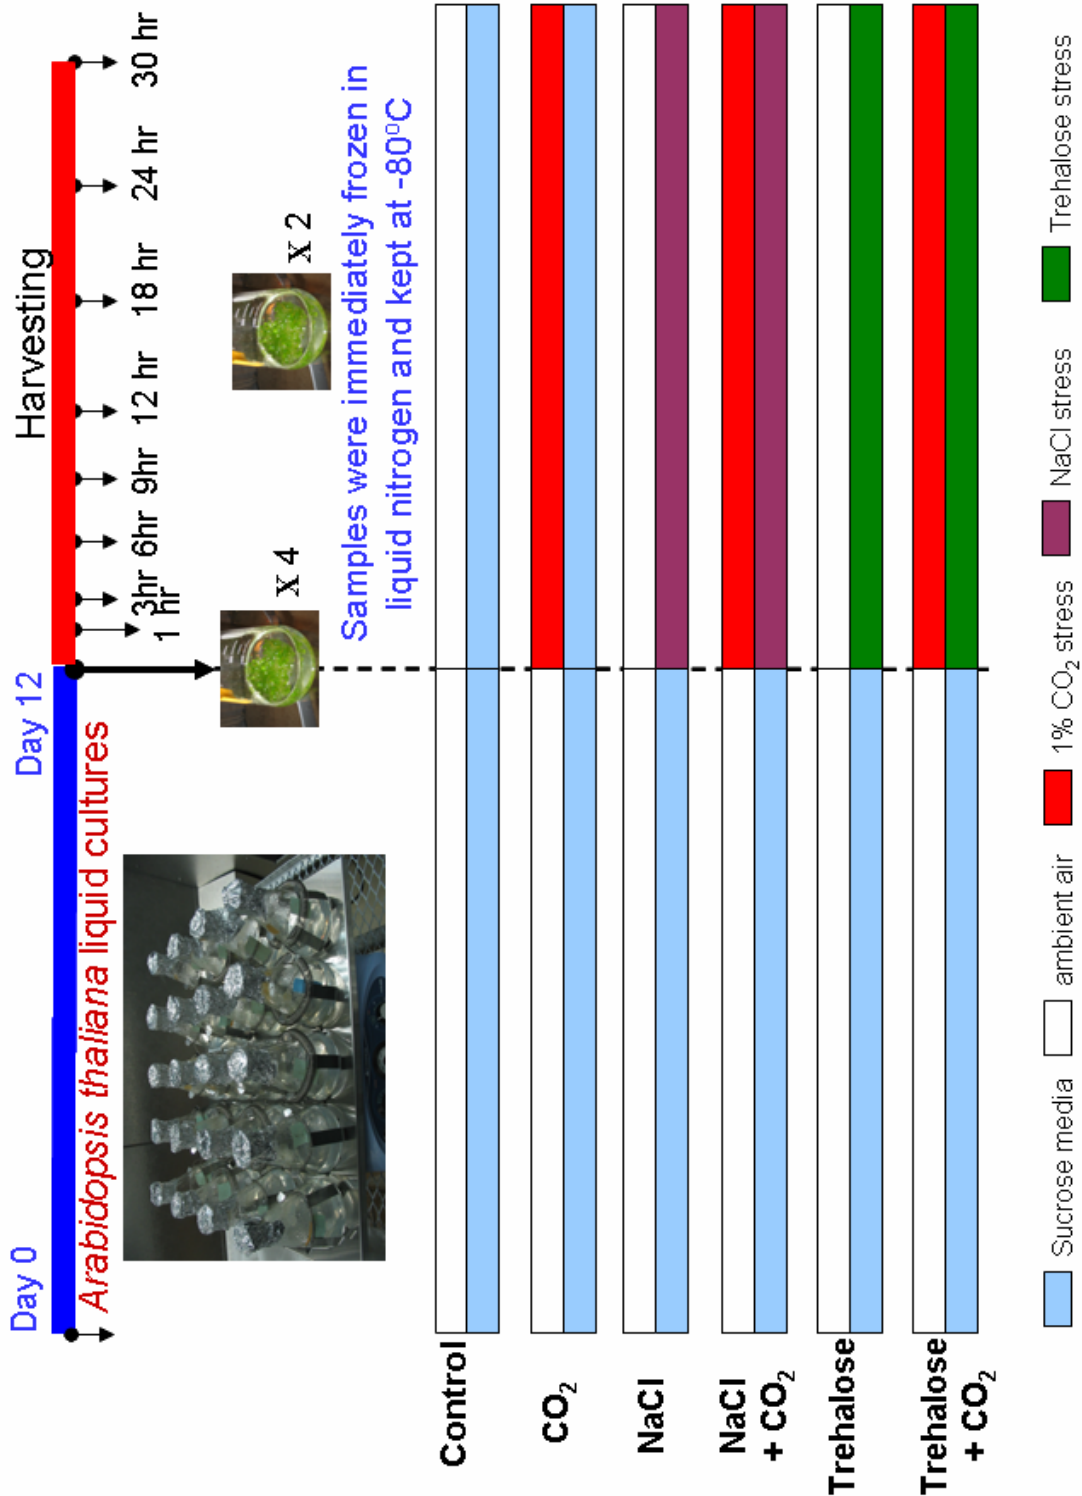 Day 0
Day 12
Harvesting
Arabidopsis thaliana liquid cultures
1 hr
3hr
6hr
9hr
12 hr
18 hr
24 hr
30 hr
X 4
X 2
Samples were immediately frozen in
liquid nitrogen and kept at -80⁰C
Control
CO₂
NaCl
NaCl
+ CO₂
Trehalose
Trehalose
+ CO₂
Sucrose media
ambient air
1% CO₂ stress
NaCl stress
Trehalose stress